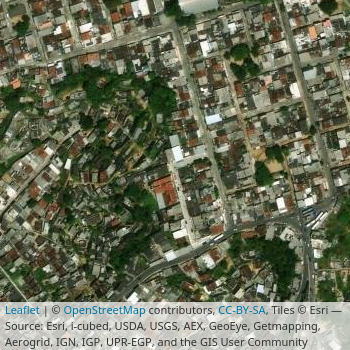 Leaflet | © OpenStreetMap contributors, CC-BY-SA, Tiles © Esri —
Source: Esri, i-cubed, USDA, USGS, AEX, GeoEye, Getmapping,
Aerogrid, IGN, IGP, UPR-EGP, and the GIS User Community